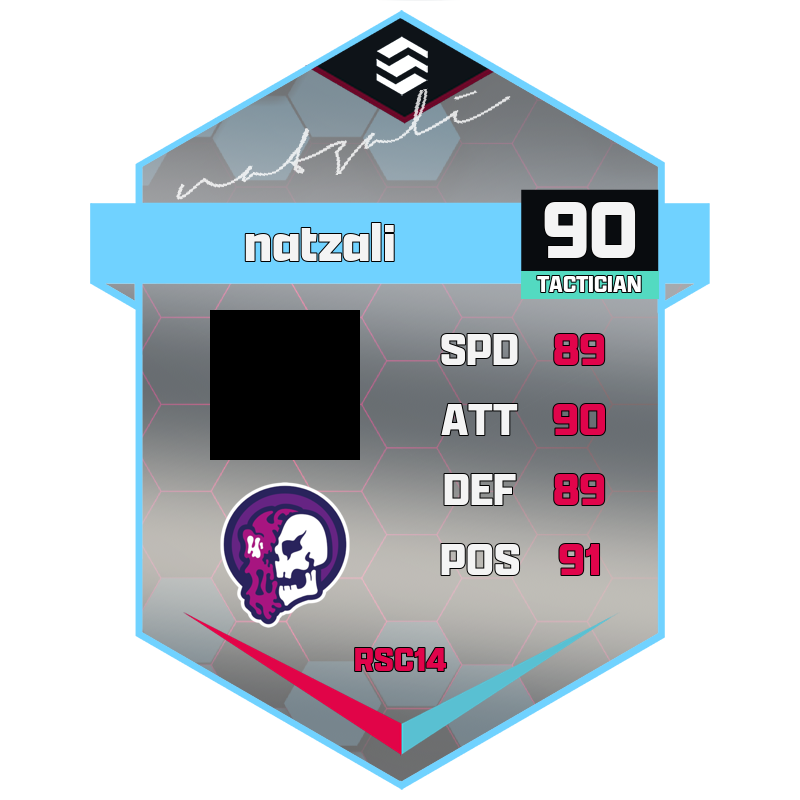 natzali
natzali 90
TACTICIAN
SPD 89
ATT 90
DEF 89
POS 91
RSC14